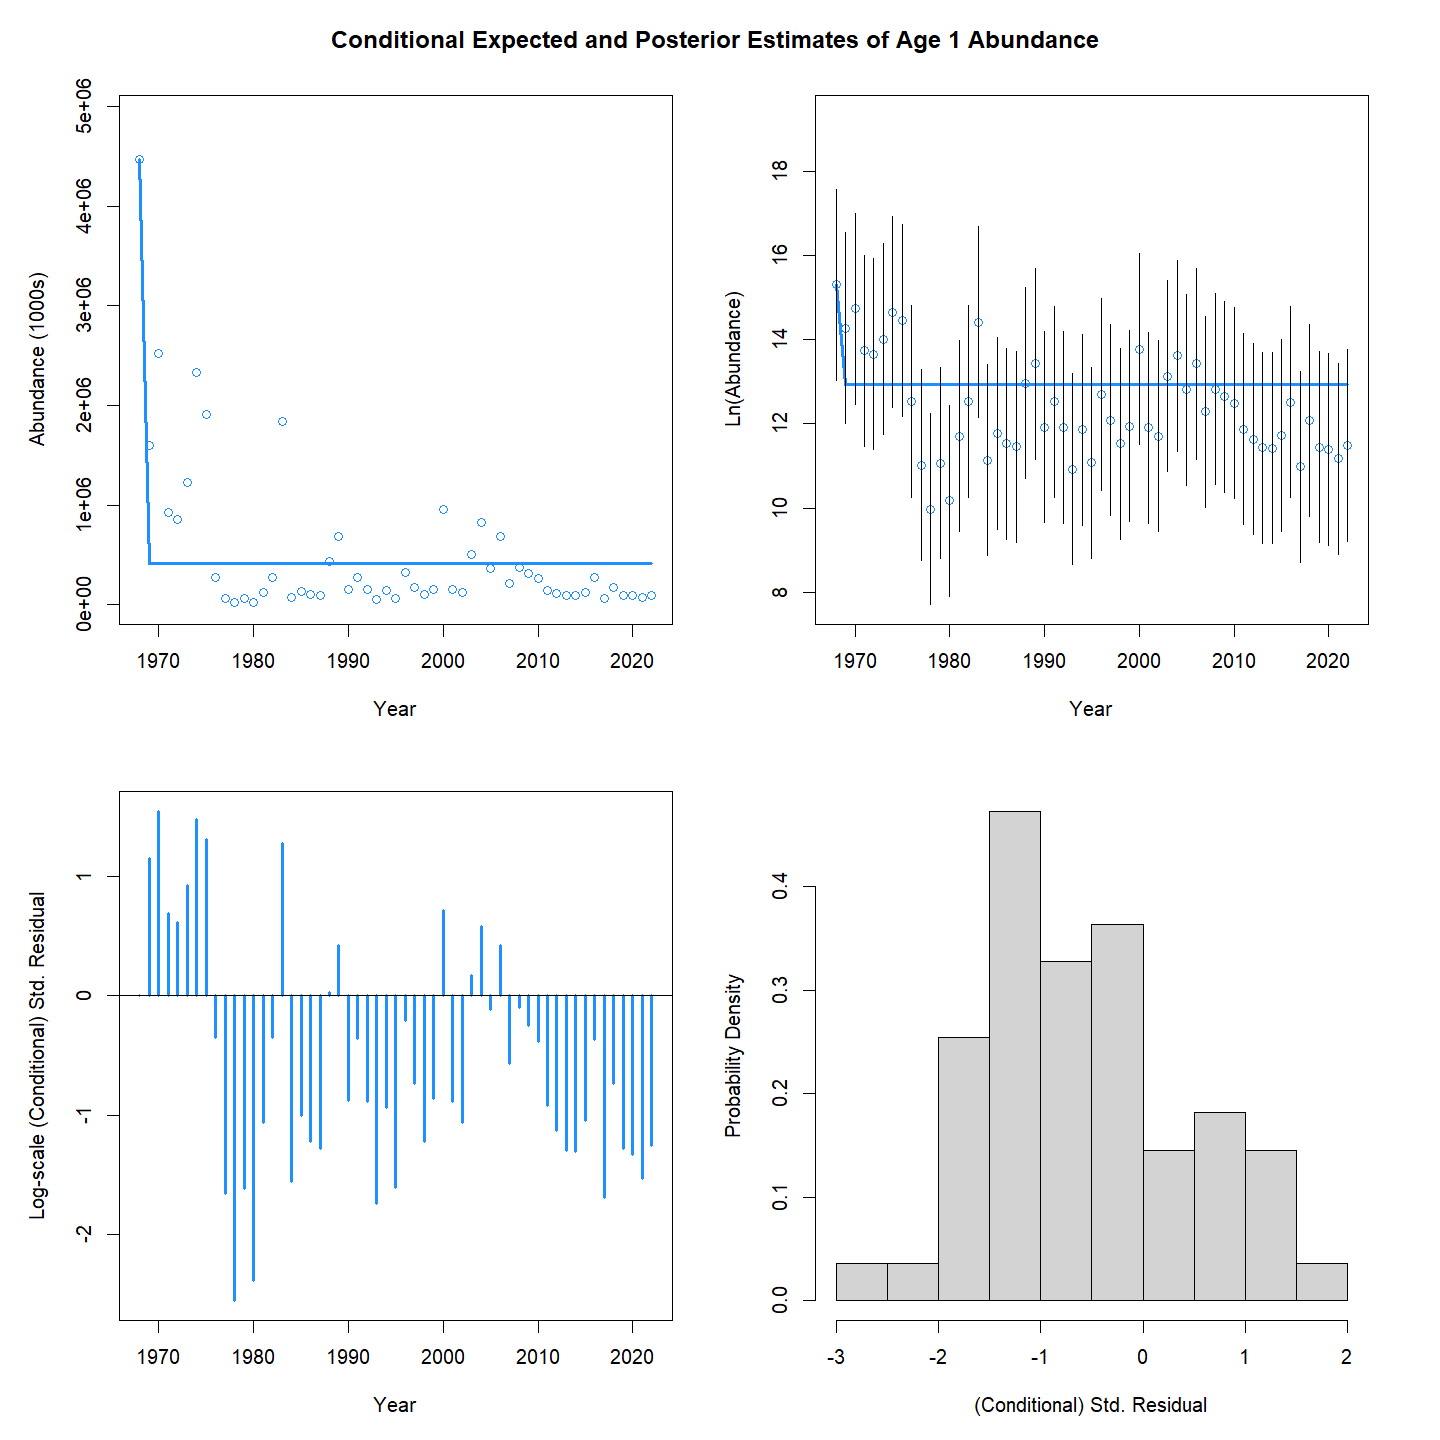 Conditional Expected and Posterior Estimates of Age 1 Abundance
Abundance (1000s)
5e+06
4e+06
3e+06
2e+06
1e+06
0e+00
1970 1980 1990 2000 2010 2020
Year
Ln(Abundance)
18
16
14
12
10
8
1970 1980 1990 2000 2010 2020
Year
Log-scale (Conditional) Std. Residual
1
0
-1
-2
1970 1980 1990 2000 2010 2020
Year
Probability Density
0.4
0.3
0.2
0.1
0.0
-3 -2 -1 0 1 2
(Conditional) Std. Residual